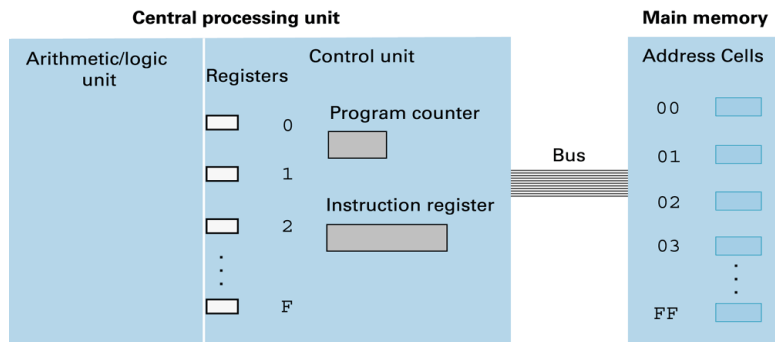 Central processing unit
Main memory
Arithmetic/logic
unit
Registers
Control unit
Address Cells
Program counter
Instruction register
Bus
0
1
2
F
00
01
02
03
FF